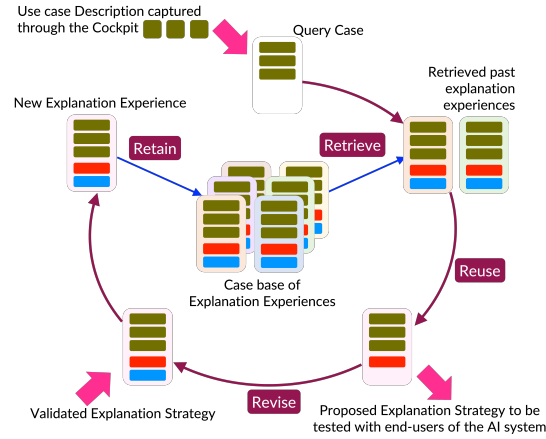 Use case Description captured
through the Cockpit
Query Case
Retrieved past
explanation
experiences
New Explanation Experience
Retain
Retrieve
Case base of
Explanation Experiences
Reuse
Revise
Validated Explanation Strategy
Proposed Explanation Strategy to be
tested with end-users of the AI system